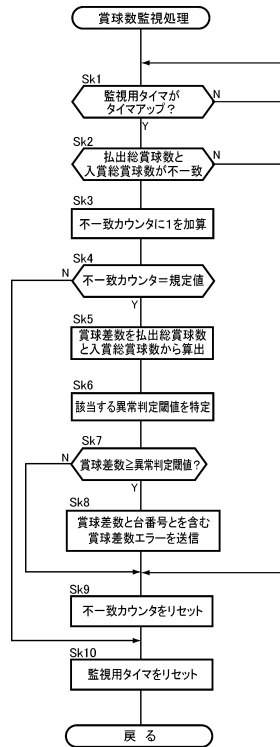 賞球数監視処理
Sk1
監視用タイマが
タイマアップ？
N
Y
Sk2
払出総賞球数と
入賞総賞球数が不一致
N
Y
Sk3
不一致カウンタに1を加算
Sk4
N
不一致カウンタ＝規定値
Y
Sk5
賞球差数を払出総賞球数
と入賞総賞球数から算出
Sk6
該当する異常判定閾値を特定
Sk7
N
賞球差数≧異常判定閾値？
Y
Sk8
賞球差数と台番号とを含む
賞球差数エラーを送信
Sk9
不一致カウンタをリセット
Sk10
監視用タイマをリセット
戻 る